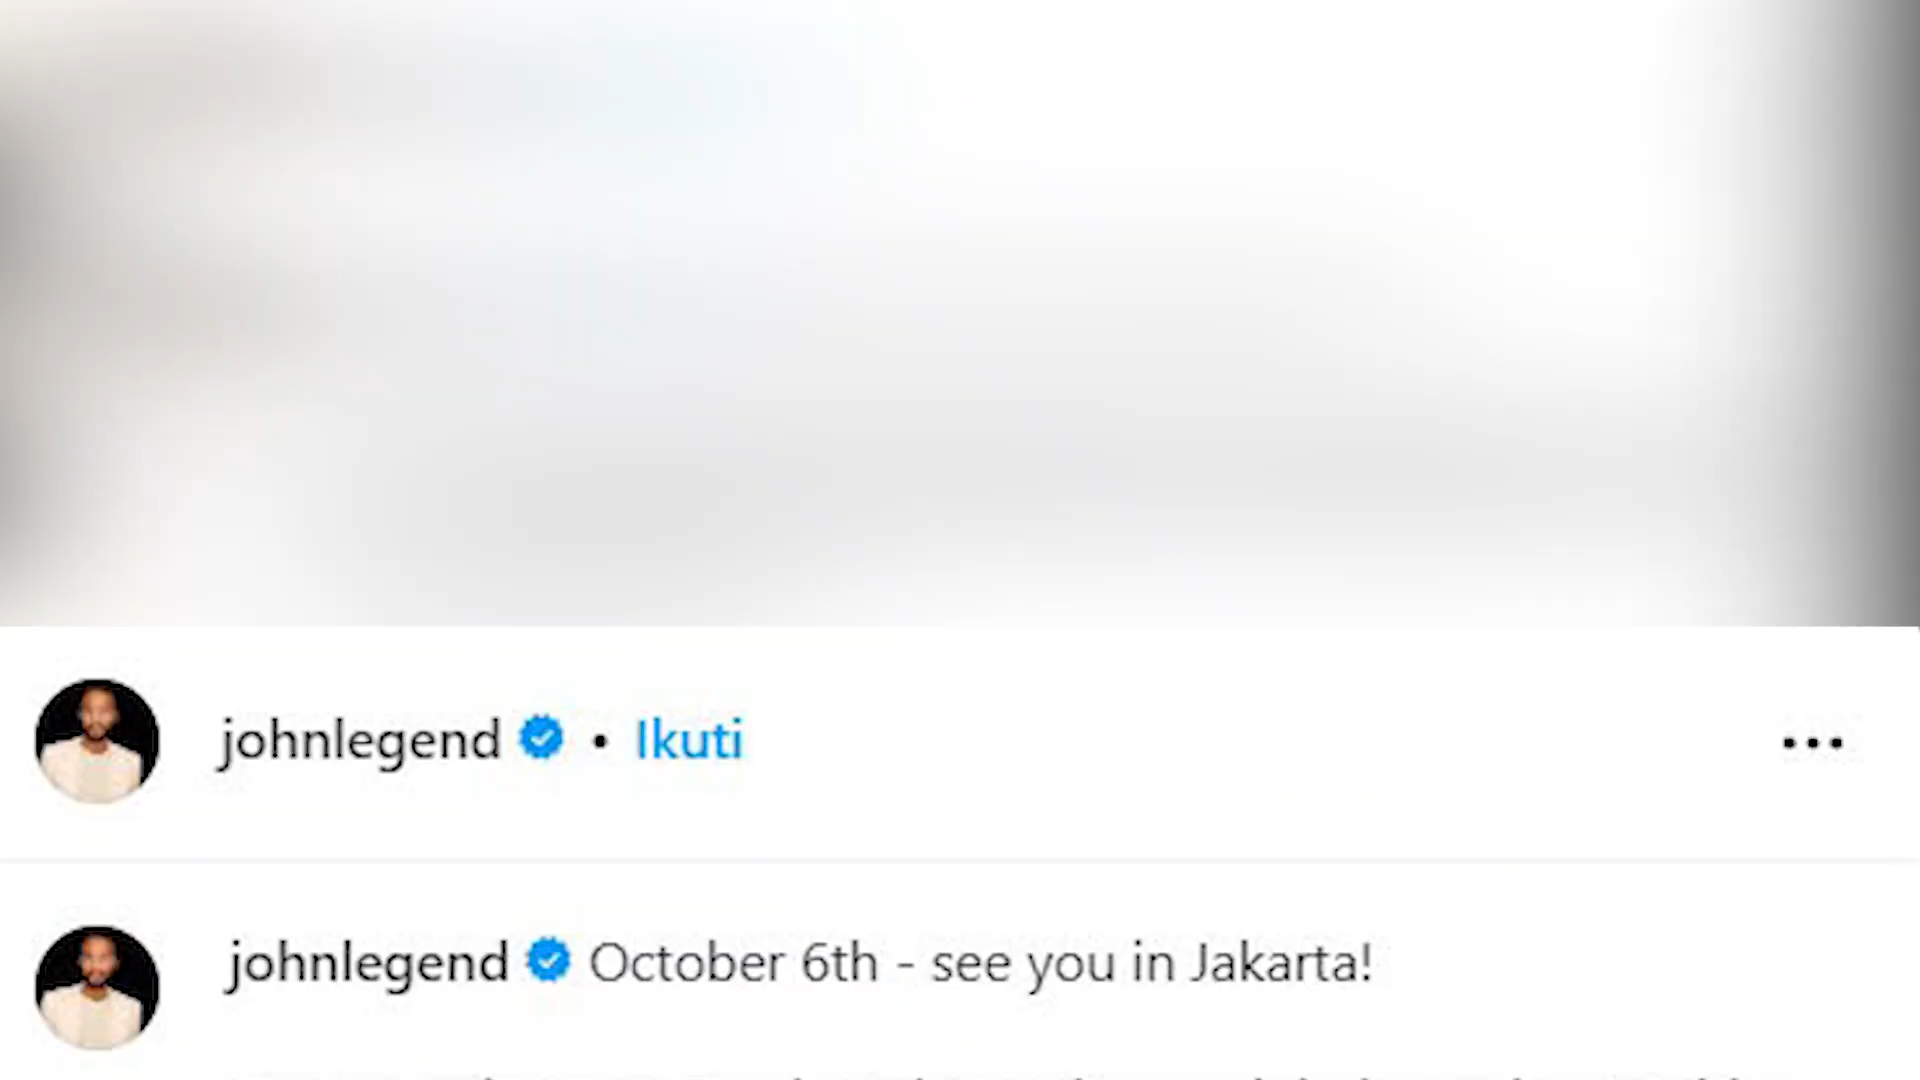 johnlegend • Ikuti
johnlegend October 6th - see you in Jakarta!